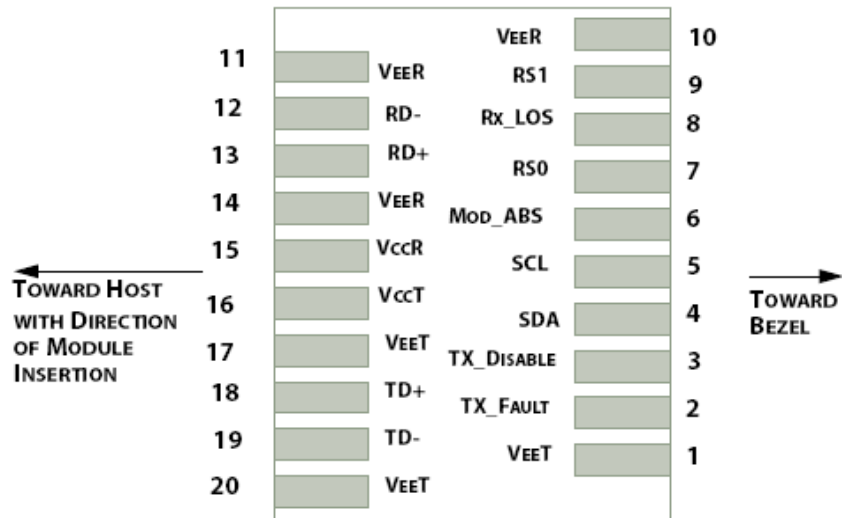 11 VEER
12 RD-
13 RD+
14 VEER
15 VCCR
16 VCCT
17 VEET
18 TD+
19 TD-
20 VEET
VEER 10
RS1 9
RX_LOS 8
RS0 7
MOD_ABS 6
SCL 5
SDA 4
TX_DISABLE 3
TX_FAULT 2
VEET 1
TOWARD HOST
WITH DIRECTION
OF MODULE
INSERTION
TOWARD
BEZEL